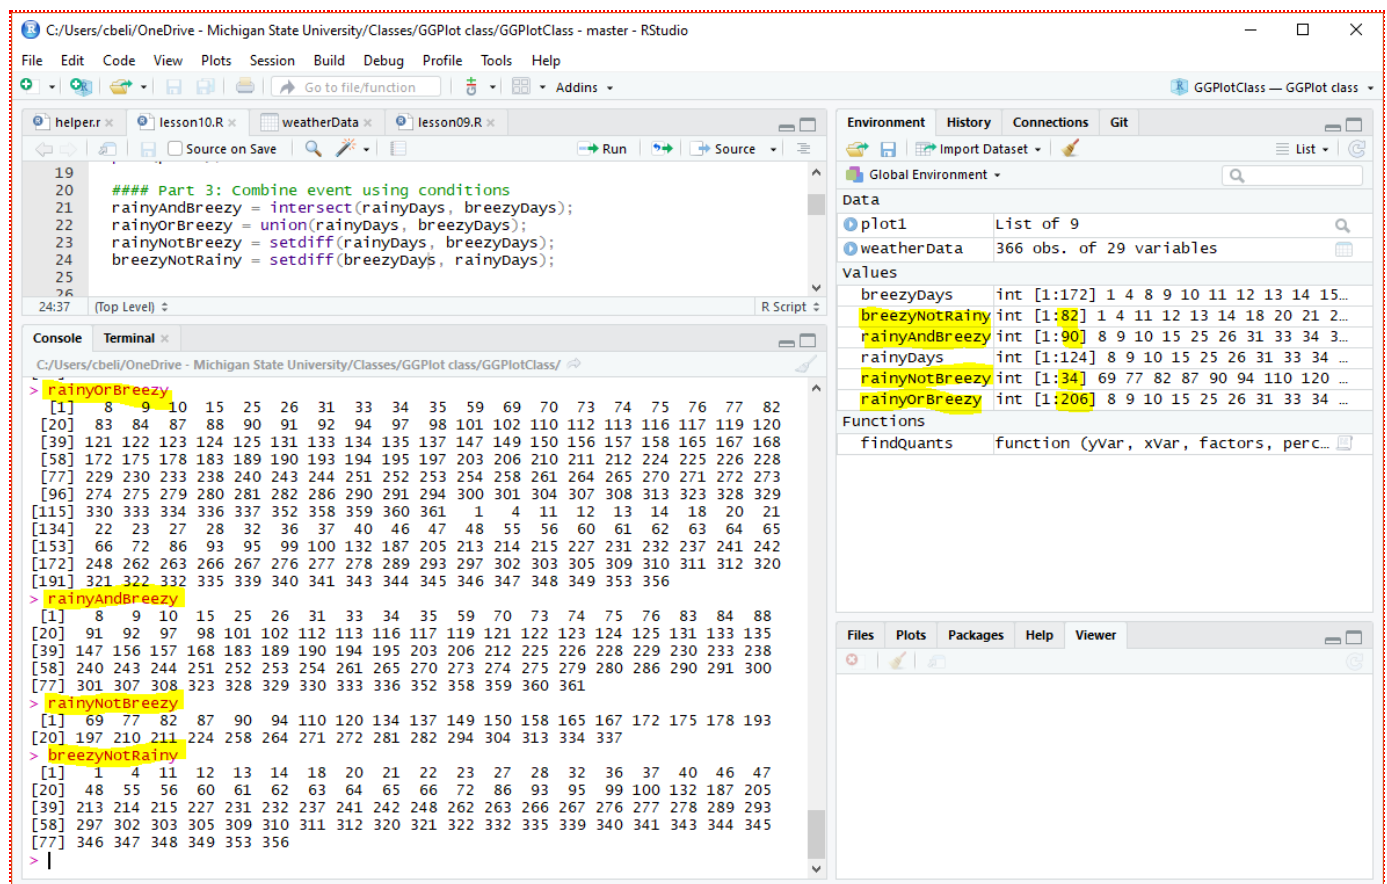 C:/Users/cbeli/OneDrive - Michigan State University/Classes/GGPlot class/GGPlotClass - master - RStudio
File Edit Code View Plots Session Build Debug Profile Tools Help
Go to file/function Addins GGPlotClass — GGPlot class
helper.r lesson10.R weatherData lesson09.R
Source on Save Run Source
19
20 #### Part 3: Combine event using conditions
21 rainyAndBreezy = intersect(rainyDays, breezyDays);
22 rainyOrBreezy = union(rainyDays, breezyDays);
23 rainyNotBreezy = setdiff(rainyDays, breezyDays);
24 breezyNotRainy = setdiff(breezyDays, rainyDays);
25
26
24:37 (Top Level) R Script
Console Terminal
C:/Users/cbeli/OneDrive - Michigan State University/Classes/GGPlot class/GGPlotClass/
> rainyOrBreezy
[1] 8 9 10 15 25 26 31 33 34 35 59 69 70 73 74 75 76 77 82
[20] 83 84 87 88 90 91 92 94 97 98 101 102 110 112 113 116 117 119 120
[39] 121 122 123 124 125 131 133 134 135 137 147 149 150 156 157 158 165 167 168
[58] 172 175 178 183 189 190 193 194 195 197 203 206 210 211 212 224 225 226 228
[77] 229 230 233 238 240 243 244 251 252 253 254 258 261 264 265 270 271 272 273
[96] 274 275 279 280 281 282 286 290 291 294 300 301 304 307 308 313 323 328 329
[115] 330 333 334 336 337 352 358 359 360 361 1 4 11 12 13 14 18 20 21
[134] 22 23 27 28 32 36 37 40 46 47 48 55 56 60 61 62 63 64 65
[153] 66 72 86 93 95 99 100 132 187 205 213 214 215 227 231 232 237 241 242
[172] 248 262 263 266 267 276 277 278 289 293 297 302 303 305 309 310 311 312 320
[191] 321 322 332 335 339 340 341 343 344 345 346 347 348 349 353 356
> rainyAndBreezy
[1] 8 9 10 15 25 26 31 33 34 35 59 70 73 74 75 76 83 84 88
[20] 91 92 97 98 101 102 112 113 116 117 119 121 122 123 124 125 131 133 135
[39] 147 156 157 168 183 189 190 194 195 203 206 212 225 226 228 229 230 233 238
[58] 240 243 244 251 252 253 254 261 265 270 273 274 275 279 280 286 290 291 300
[77] 301 307 308 323 328 329 330 333 336 352 358 359 360 361
> rainyNotBreezy
[1] 69 77 82 87 90 94 110 120 134 137 149 150 158 165 167 172 175 178 193
[20] 197 210 211 224 258 264 271 272 281 282 294 304 313 334 337
> breezyNotRainy
[1] 1 4 11 12 13 14 18 20 21 22 23 27 28 32 36 37 40 46 47
[20] 48 55 56 60 61 62 63 64 65 66 72 86 93 95 99 100 132 187 205
[39] 213 214 215 227 231 232 237 241 242 248 262 263 266 267 276 277 278 289 293
[58] 297 302 303 305 309 310 311 312 320 321 322 332 335 339 340 341 343 344 345
[77] 346 347 348 349 353 356
>
Environment History Connections Git
Import Dataset List
Global Environment
Data
plot1 List of 9
weatherData 366 obs. of 29 variables
Values
breezyDays int [1:172] 1 4 8 9 10 11 12 13 14 15…
breezyNotRainy int [1:82] 1 4 11 12 13 14 18 20 21 2…
rainyAndBreezy int [1:90] 8 9 10 15 25 26 31 33 34 3…
rainyDays int [1:124] 8 9 10 15 25 26 31 33 34 …
rainyNotBreezy int [1:34] 69 77 82 87 90 94 110 120 …
rainyOrBreezy int [1:206] 8 9 10 15 25 26 31 33 34 …
Functions
findQuants function (yVar, xVar, factors, perc…
Files Plots Packages Help Viewer